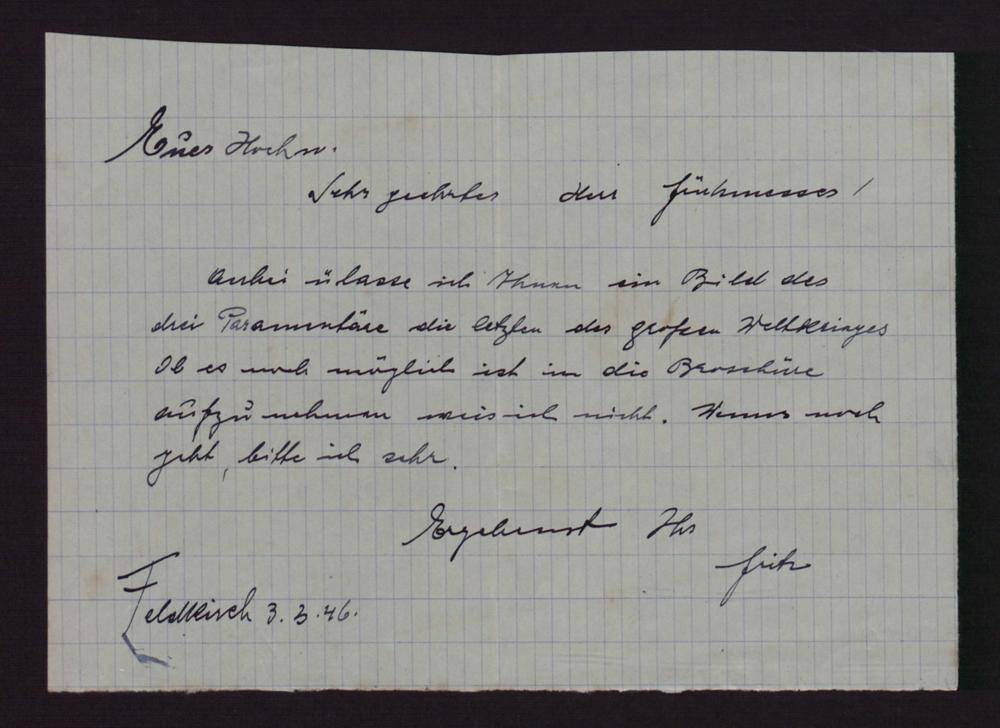 Euer Hochw.
Sehr geehrter Herr Frühmesser!
Anbei ülasse ich Ihnen ein Bild der
drei Paramentäre die letzten des großen Weltkrieges
Ob es noch möglich ist in die Broschüre
aufzunehmen weis ich nicht. Wenns noch
geht, bitte ich sehr.
Ergebenst Ihr
Fritz
Feldkirch 3.3.46.